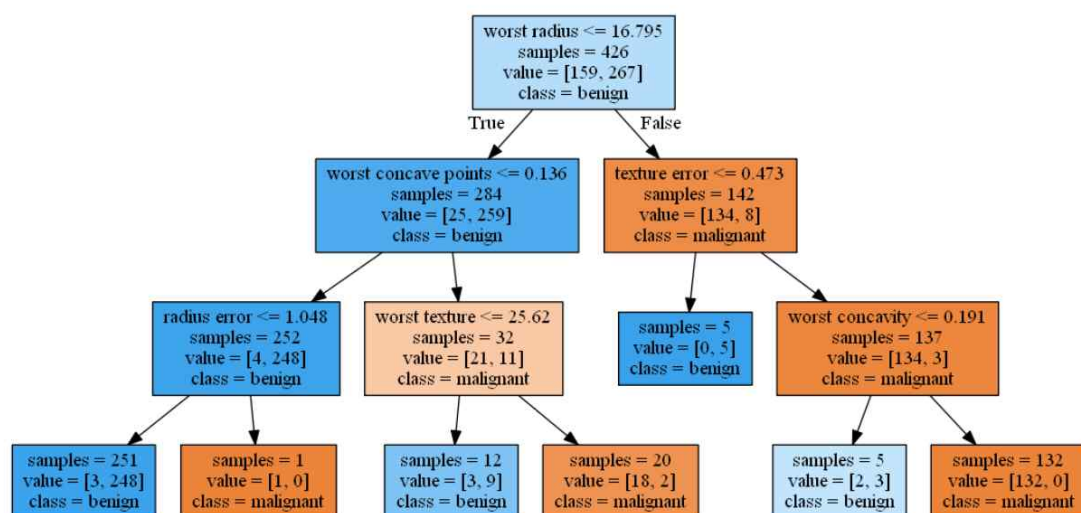 worst radius <= 16.795
samples = 426
value = [159, 267]
class = benign
True
False
worst concave points <= 0.136
samples = 284
value = [25, 259]
class = benign
texture error <= 0.473
samples = 142
value = [134, 8]
class = malignant
radius error <= 1.048
samples = 252
value = [4, 248]
class = benign
worst texture <= 25.62
samples = 32
value = [21, 11]
class = malignant
samples = 5
value = [0, 5]
class = benign
worst concavity <= 0.191
samples = 137
value = [134, 3]
class = malignant
samples = 251
value = [3, 248]
class = benign
samples = 1
value = [1, 0]
class = malignant
samples = 12
value = [3, 9]
class = benign
samples = 20
value = [18, 2]
class = malignant
samples = 5
value = [2, 3]
class = benign
samples = 132
value = [132, 0]
class = malignant